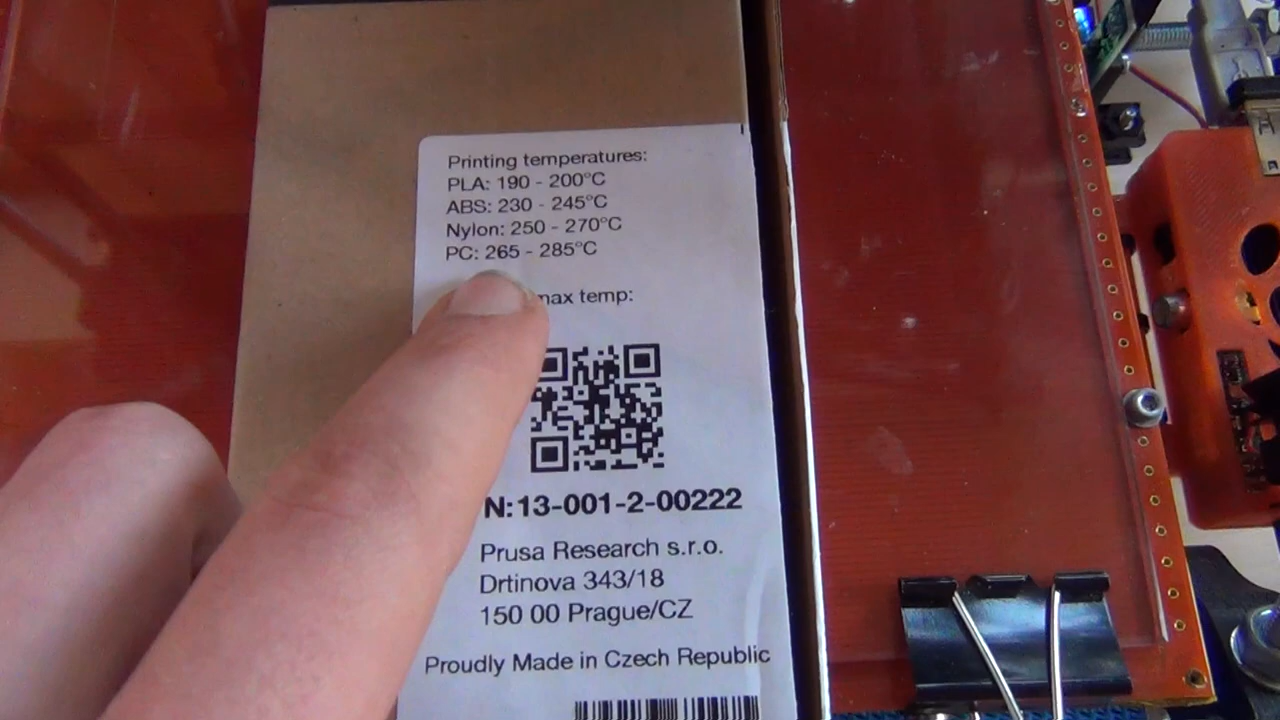 Printing temperatures:
PLA: 190 - 200°C
ABS: 230 - 245°C
Nylon: 250 - 270°C
PC: 265 - 285°C
temp:
N:13-001-2-00222
Prusa Research s.r.o.
Drtinova 343/18
150 00 Prague/CZ
Proudly Made in Czech Republic